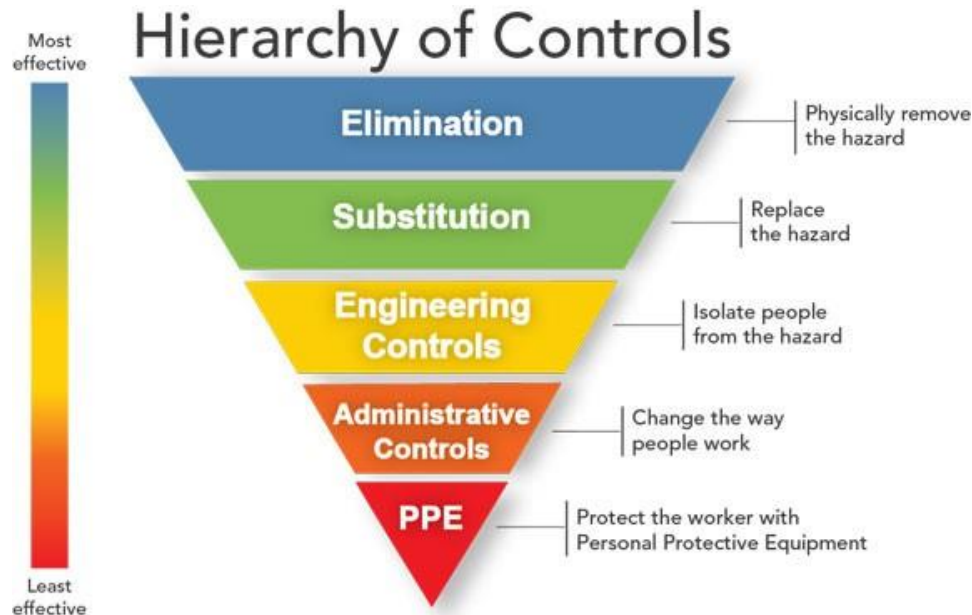 Hierarchy of Controls
Most
effective
Elimination
Physically remove
the hazard
Substitution
Replace
the hazard
Engineering
Controls
Isolate people
from the hazard
Administrative
Controls
Change the way
people work
PPE
Protect the worker with
Personal Protective Equipment
Least
effective